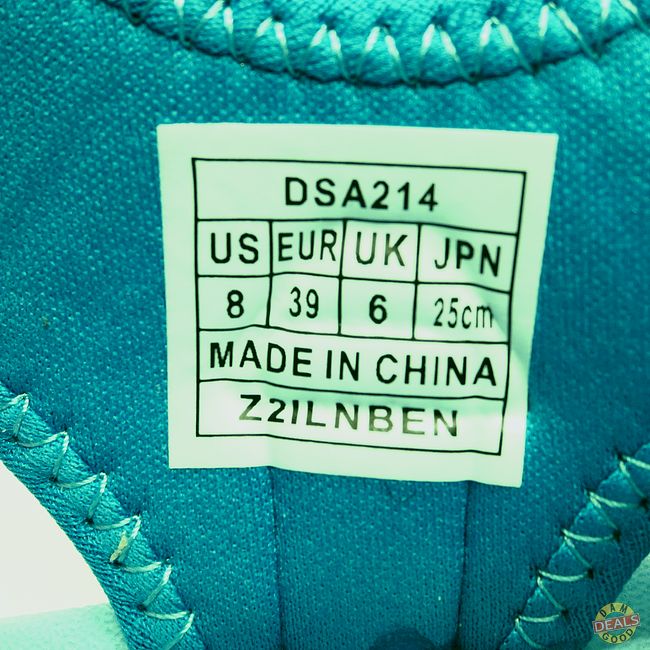 DSA214
US EUR UK JPN
8 39 6 25cm
MADE IN CHINA
Z2ILNBEN
DAM
DEALS
GOOD